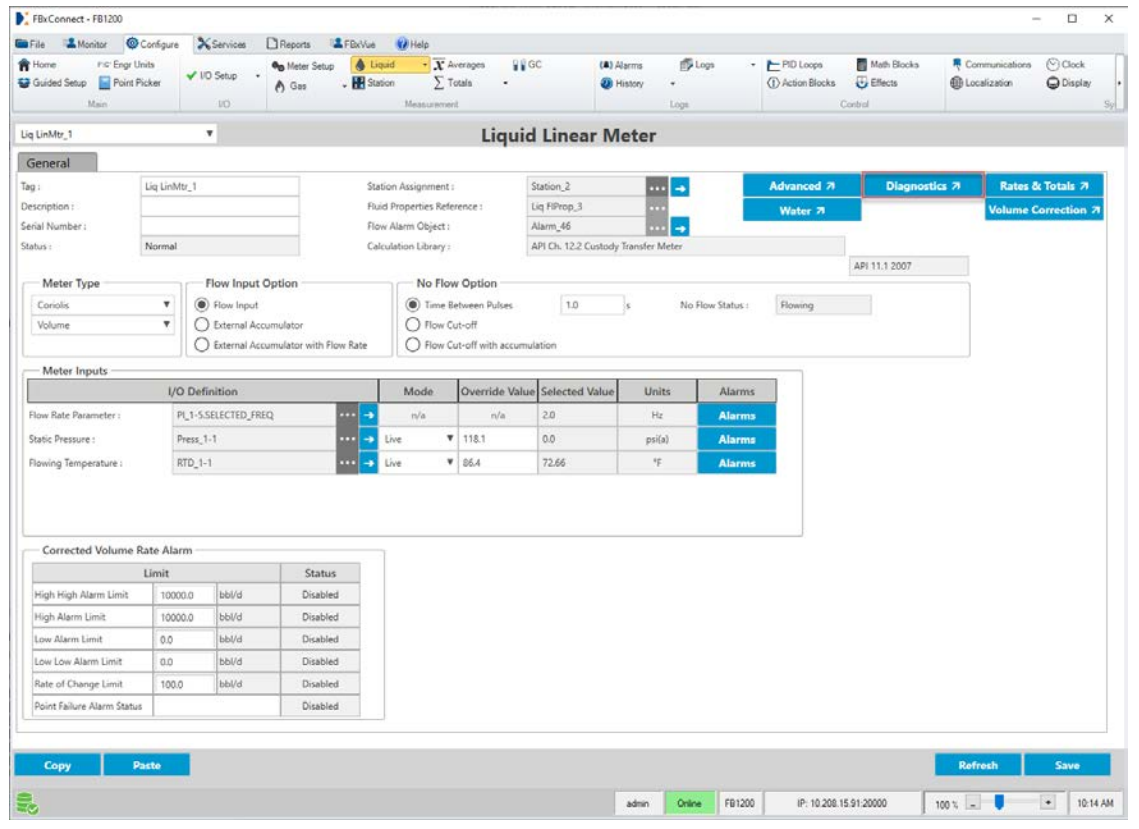 FBxConnect - FB1200
File Monitor Configure Services Reports FBxVue Help
Home Engr Units I/O Setup Meter Setup Liquid Averages GC Alarms Logs PID Loops Math Blocks Communications Clock
Guided Setup Point Picker Gas Station Totals History Action Blocks Effects Localization Display
Main I/O Measurement Logs Control Sy
Liq LinMtr_1 Liquid Linear Meter
General
Tag : Liq LinMtr_1 Station Assignment : Station_2 Advanced Diagnostics Rates & Totals
Description : Fluid Properties Reference : Liq FlProp_3 Water Volume Correction
Serial Number : Flow Alarm Object : Alarm_46
Status : Normal Calculation Library : API Ch. 12.2 Custody Transfer Meter
API 11.1 2007
Meter Type Flow Input Option No Flow Option
Coriolis Flow Input Time Between Pulses 1.0 s No Flow Status : Flowing
Volume External Accumulator Flow Cut-off
External Accumulator with Flow Rate Flow Cut-off with accumulation
Meter Inputs
I/O Definition Mode Override Value Selected Value Units Alarms
Flow Rate Parameter : PI_1-5.SELECTED_FREQ n/a n/a 2.0 Hz Alarms
Static Pressure : Press_1-1 Live 118.1 0.0 psi(a) Alarms
Flowing Temperature : RTD_1-1 Live 86.4 72.66 °F Alarms
Corrected Volume Rate Alarm
Limit Status
High High Alarm Limit 10000.0 bbl/d Disabled
High Alarm Limit 10000.0 bbl/d Disabled
Low Alarm Limit 0.0 bbl/d Disabled
Low Low Alarm Limit 0.0 bbl/d Disabled
Rate of Change Limit 100.0 bbl/d Disabled
Point Failure Alarm Status Disabled
Copy Paste Refresh Save
admin Online FB1200 IP: 10.208.15.91:20000 100 % - + 10:14 AM